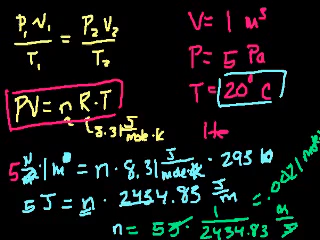 P₁V₁/T₁ = P₂V₂/T₂
V = 1 m³
P = 5 Pa
T = 20° C
PV = n R · T
8.31 J/mole·K
He
5 N/m² · 1 m³ = n · 8.31 J/mole·K · 293 K
5 J = n · 2434.83 J/m
n = 5 J · 1/2434.83 m/J = .0021 moles